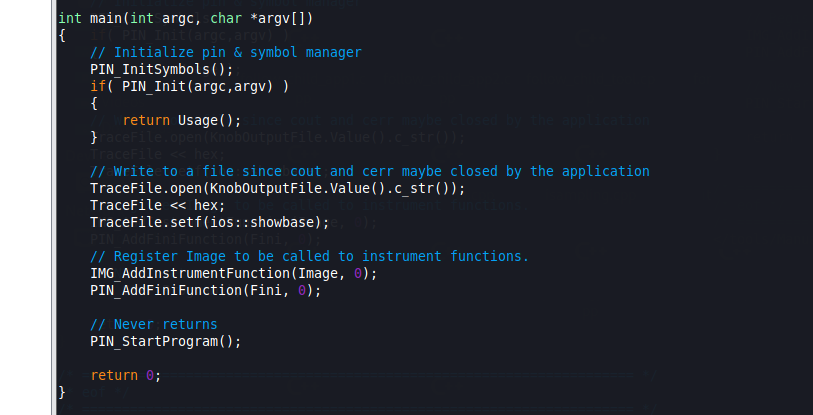 int main(int argc, char *argv[])
{
    // Initialize pin & symbol manager
    PIN_InitSymbols();
    if( PIN_Init(argc,argv) )
    {
        return Usage();
    }

    // Write to a file since cout and cerr maybe closed by the application
    TraceFile.open(KnobOutputFile.Value().c_str());
    TraceFile << hex;
    TraceFile.setf(ios::showbase);

    // Register Image to be called to instrument functions.
    IMG_AddInstrumentFunction(Image, 0);
    PIN_AddFiniFunction(Fini, 0);

    // Never returns
    PIN_StartProgram();

    return 0;
}